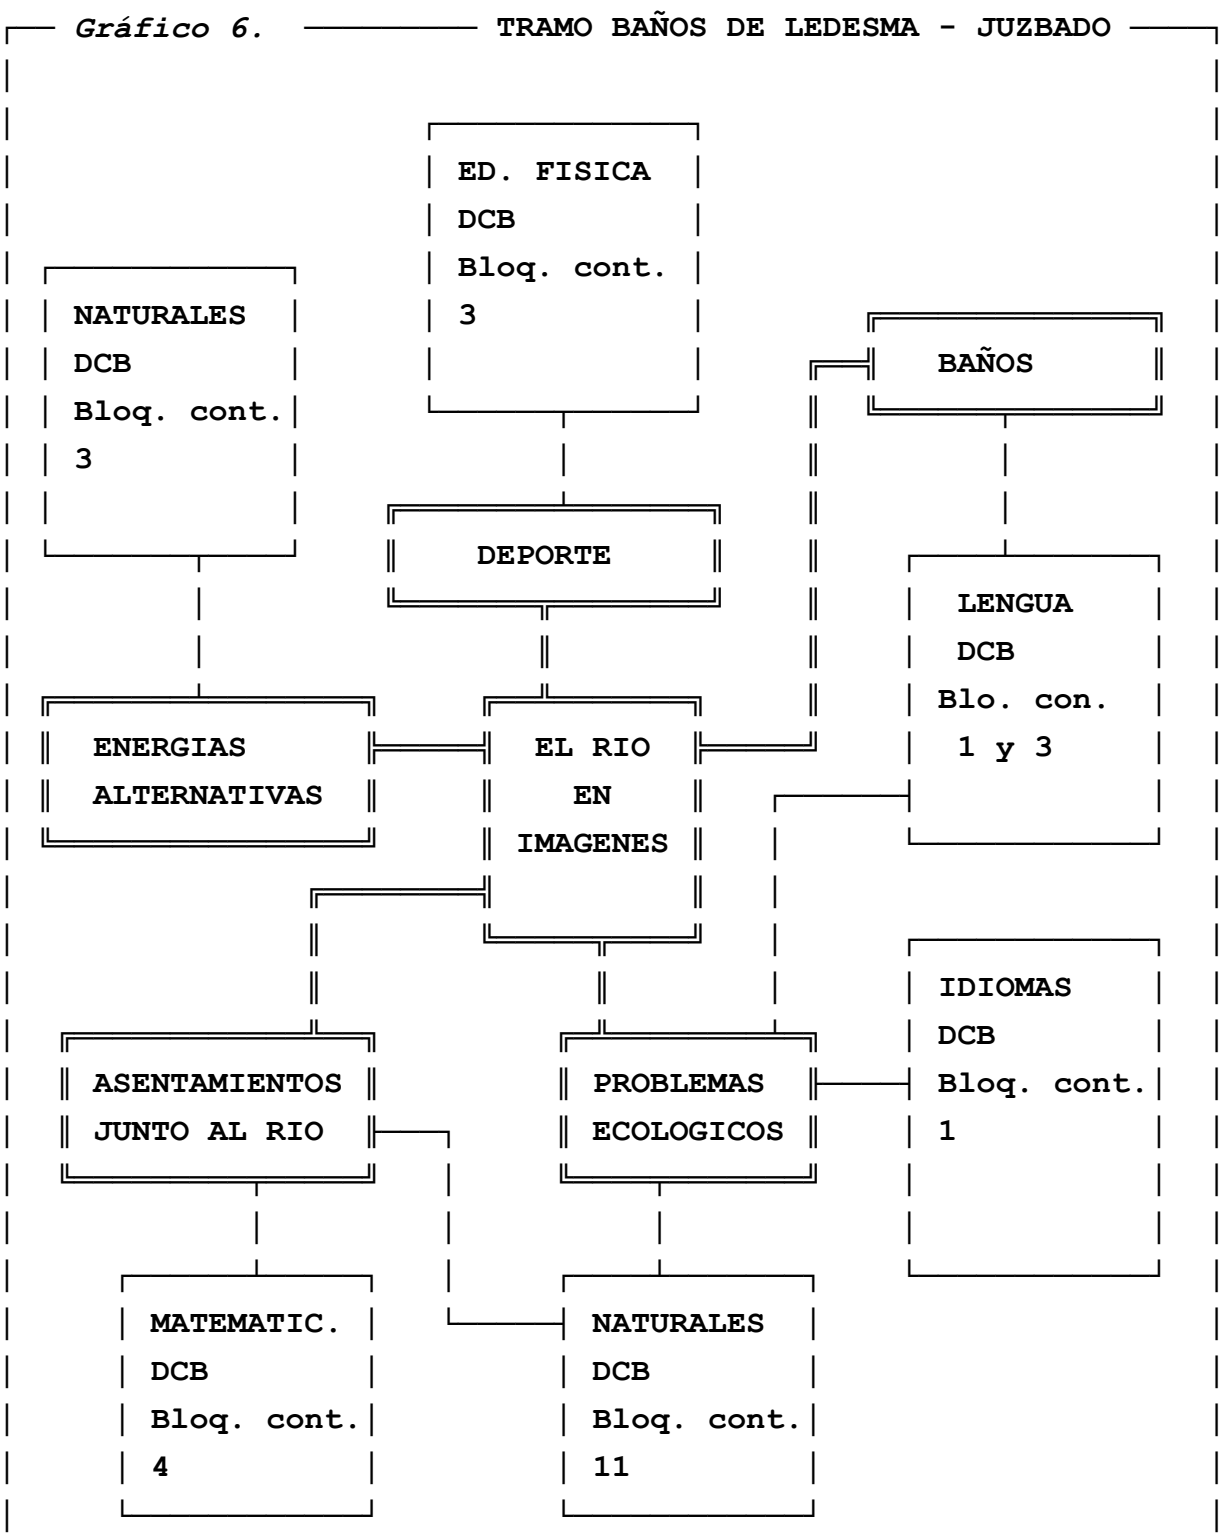 Gráfico 6.
TRAMO BAÑOS DE LEDESMA - JUZBADO
ED. FISICA
DCB
Bloq. cont.
3
NATURALES
DCB
Bloq. cont.
3
BAÑOS
DEPORTE
LENGUA
DCB
Blo. con.
1 y 3
ENERGIAS
ALTERNATIVAS
EL RIO
EN
IMAGENES
IDIOMAS
DCB
Bloq. cont.
1
ASENTAMIENTOS
JUNTO AL RIO
PROBLEMAS
ECOLOGICOS
MATEMATIC.
DCB
Bloq. cont.
4
NATURALES
DCB
Bloq. cont.
11